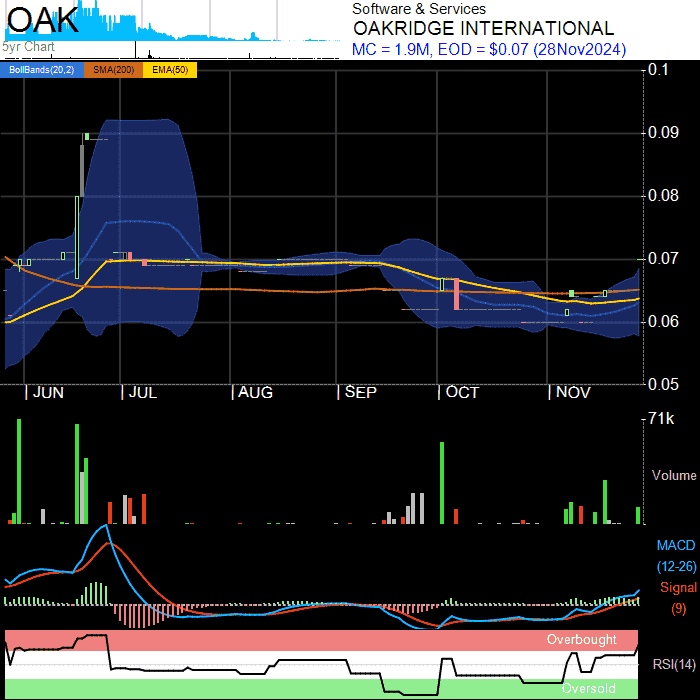 OAK
5yr Chart
Software & Services
OAKRIDGE INTERNATIONAL
MC = 1.9M, EOD = $0.07 (28Nov2024)
BollBands(20,2) SMA(200) EMA(50)
0.1
0.09
0.08
0.07
0.06
0.05
JUN JUL AUG SEP OCT NOV
71k
Volume
MACD
(12-26)
Signal
(9)
Overbought
RSI(14)
Oversold